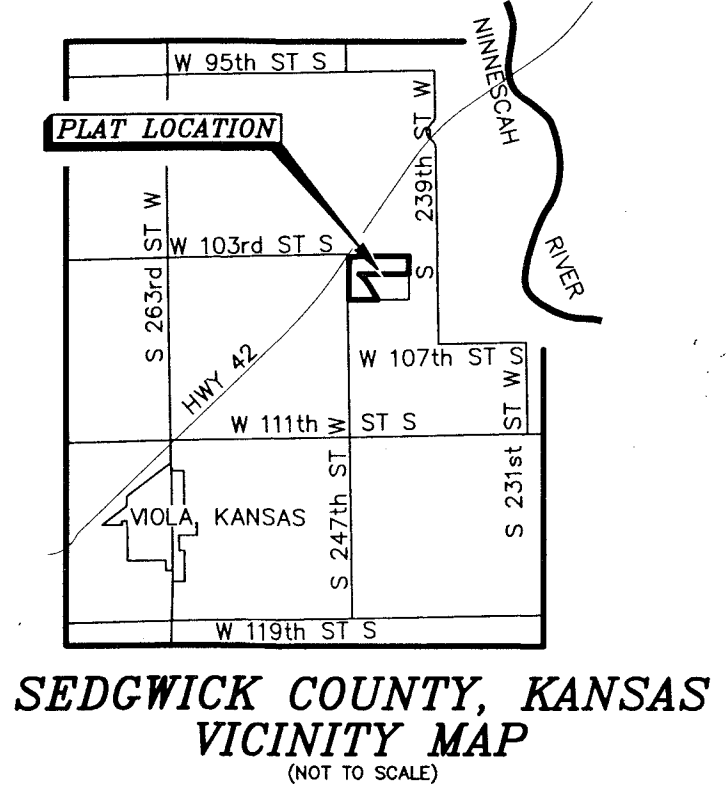 NINNESCAH
W 95th ST S
PLAT LOCATION
S 239th ST W
S 263rd ST W
W 103rd ST S
RIVER
HWY 42
W 107th ST S
W 111th ST S
S 231st ST W
S 247th ST W
VIOLA, KANSAS
W 119th ST S
SEDGWICK COUNTY, KANSAS
VICINITY MAP
(NOT TO SCALE)